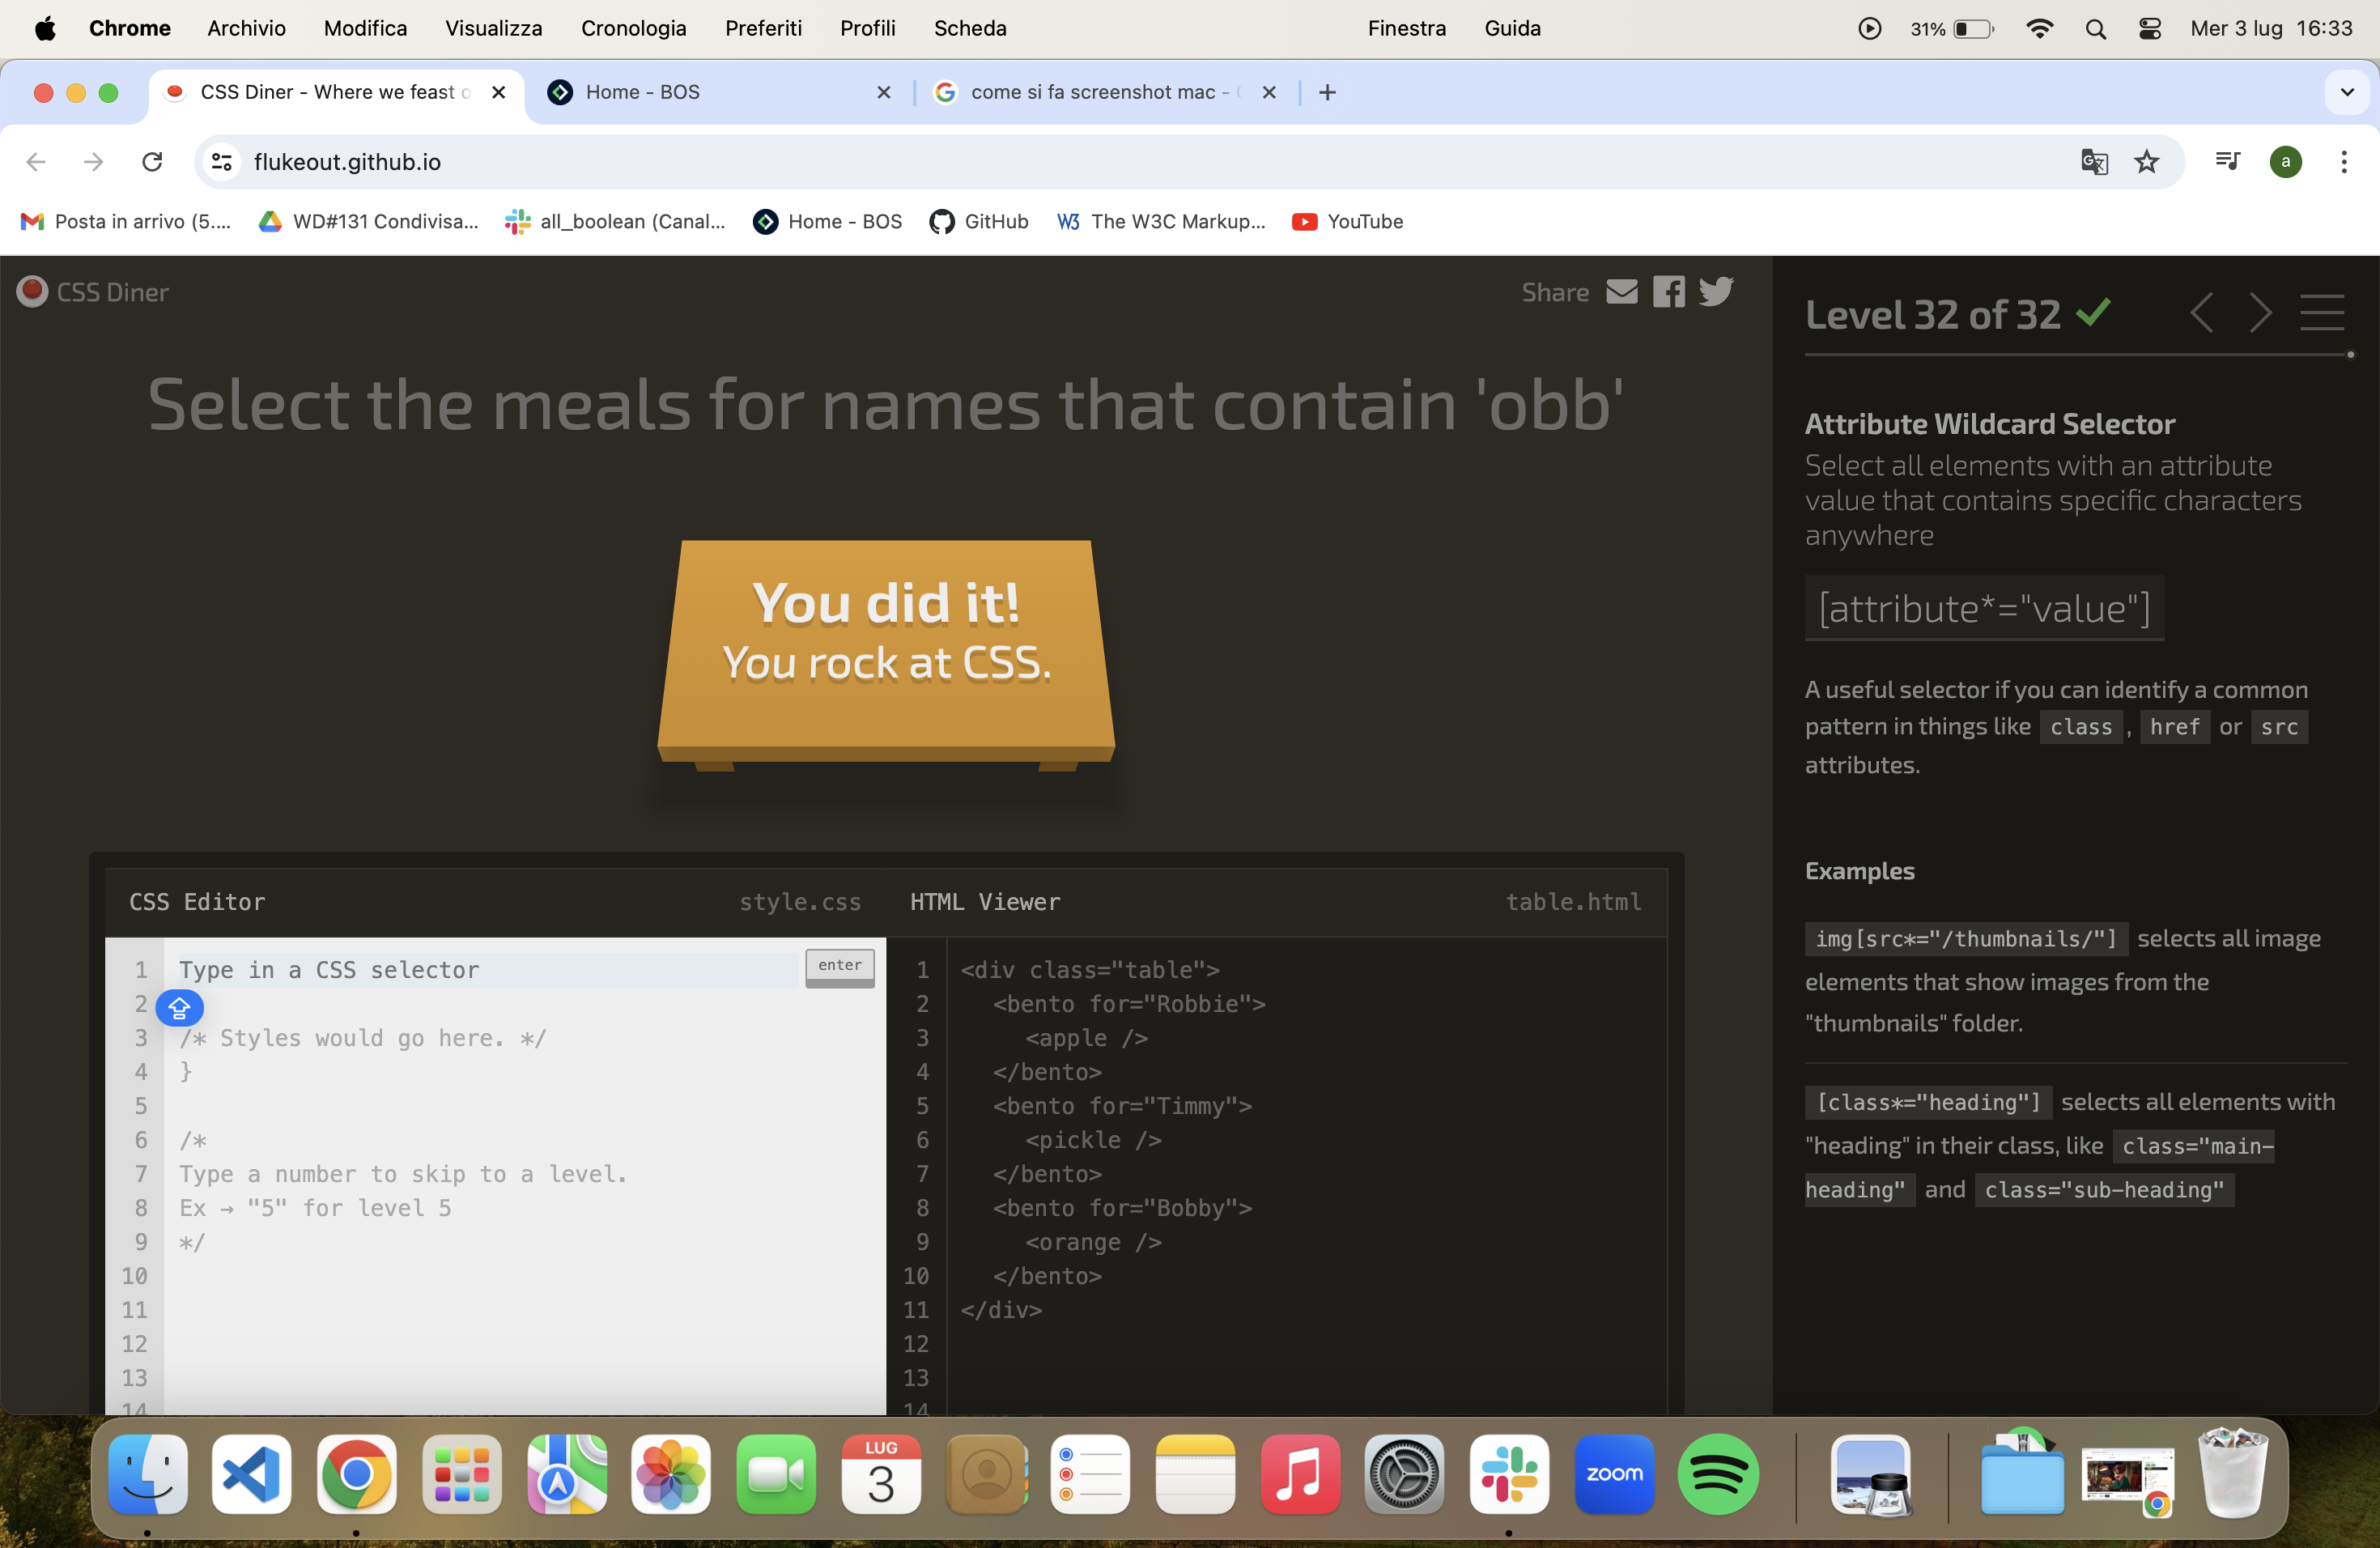 Chrome Archivio Modifica Visualizza Cronologia Preferiti Profili Scheda Finestra Guida 31% Mer 3 lug 16:33
CSS Diner - Where we feast Home - BOS come si fa screenshot mac -
flukeout.github.io a
Posta in arrivo (5.... WD#131 Condivisa... all_boolean (Canal... Home - BOS GitHub W3 The W3C Markup... YouTube
CSS Diner Share
Select the meals for names that contain 'obb'
You did it!
You rock at CSS.
CSS Editor style.css
1 Type in a CSS selector enter
2
3 /* Styles would go here. */
4 }
5
6 /*
7 Type a number to skip to a level.
8 Ex → "5" for level 5
9 */
10
11
12
13
14
HTML Viewer table.html
1 <div class="table">
2 <bento for="Robbie">
3 <apple />
4 </bento>
5 <bento for="Timmy">
6 <pickle />
7 </bento>
8 <bento for="Bobby">
9 <orange />
10 </bento>
11 </div>
12
13
14
Level 32 of 32
Attribute Wildcard Selector
Select all elements with an attribute
value that contains specific characters
anywhere
[attribute*="value"]
A useful selector if you can identify a common
pattern in things like class , href or src
attributes.
Examples
img[src*="/thumbnails/"] selects all image
elements that show images from the
"thumbnails" folder.
[class*="heading"] selects all elements with
"heading" in their class, like class="main-
heading" and class="sub-heading"
LUG
3
zoom